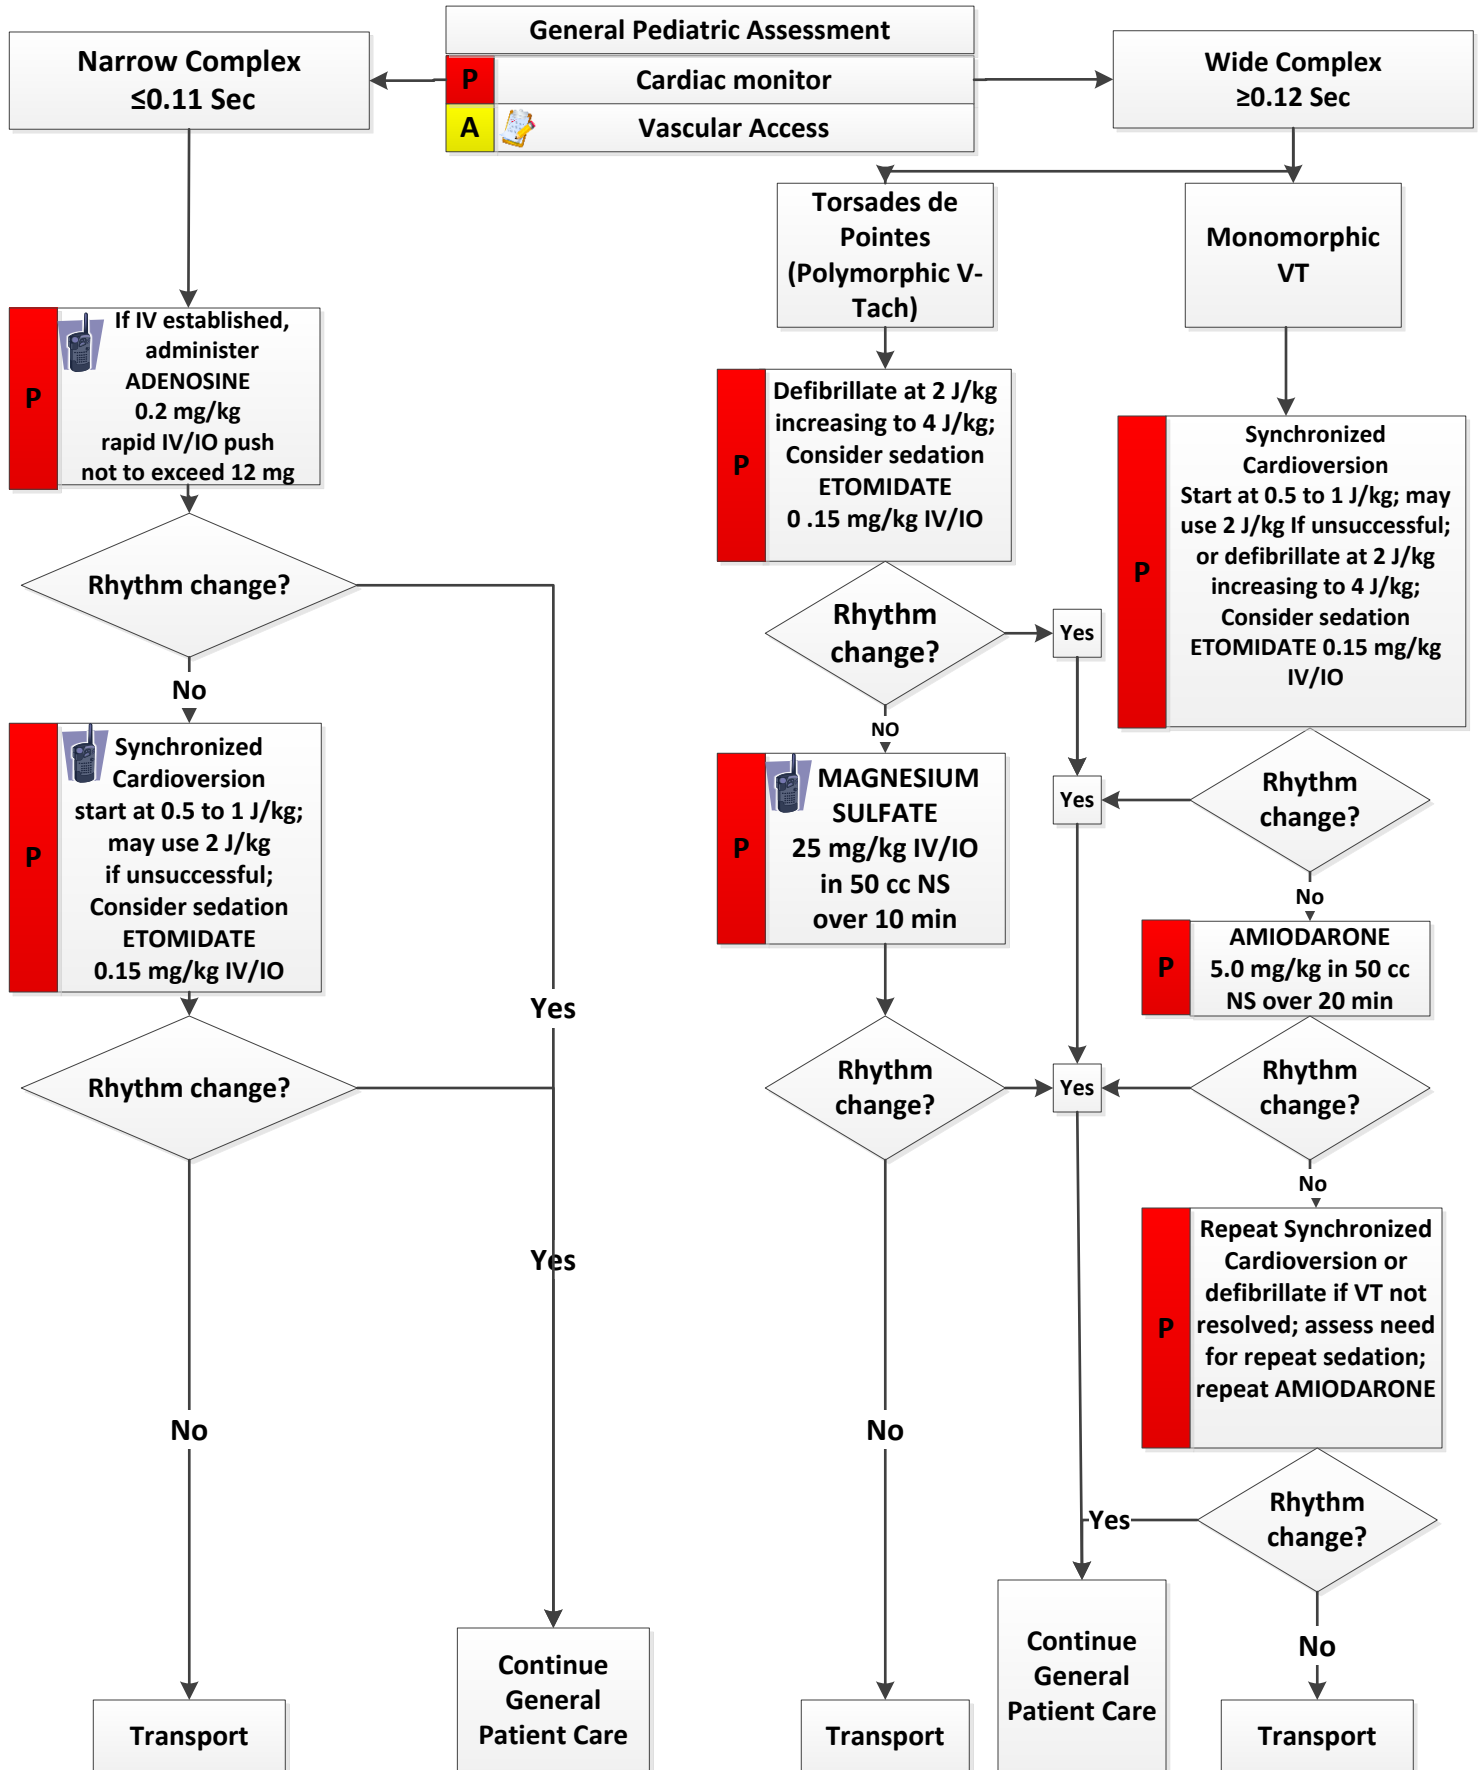 General Pediatric Assessment
P
Cardiac monitor
A
Vascular Access
Narrow Complex
≤0.11 Sec
Wide Complex
≥0.12 Sec
P
If IV established,
administer
ADENOSINE
0.2 mg/kg
rapid IV/IO push
not to exceed 12 mg
Rhythm change?
No
P
Synchronized
Cardioversion
start at 0.5 to 1 J/kg;
may use 2 J/kg
if unsuccessful;
Consider sedation
ETOMIDATE
0.15 mg/kg IV/IO
Rhythm change?
Yes
Yes
No
Transport
Continue
General
Patient Care
Torsades de
Pointes
(Polymorphic V-
Tach)
P
Defibrillate at 2 J/kg
increasing to 4 J/kg;
Consider sedation
ETOMIDATE
0 .15 mg/kg IV/IO
Rhythm
change?
Yes
NO
P
MAGNESIUM
SULFATE
25 mg/kg IV/IO
in 50 cc NS
over 10 min
Rhythm
change?
Yes
No
Transport
Monomorphic
VT
P
Synchronized
Cardioversion
Start at 0.5 to 1 J/kg; may
use 2 J/kg If unsuccessful;
or defibrillate at 2 J/kg
increasing to 4 J/kg;
Consider sedation
ETOMIDATE 0.15 mg/kg
IV/IO
Rhythm
change?
Yes
No
P
AMIODARONE
5.0 mg/kg in 50 cc
NS over 20 min
Rhythm
change?
No
P
Repeat Synchronized
Cardioversion or
defibrillate if VT not
resolved; assess need
for repeat sedation;
repeat AMIODARONE
Rhythm
change?
Yes
No
Continue
General
Patient Care
Transport